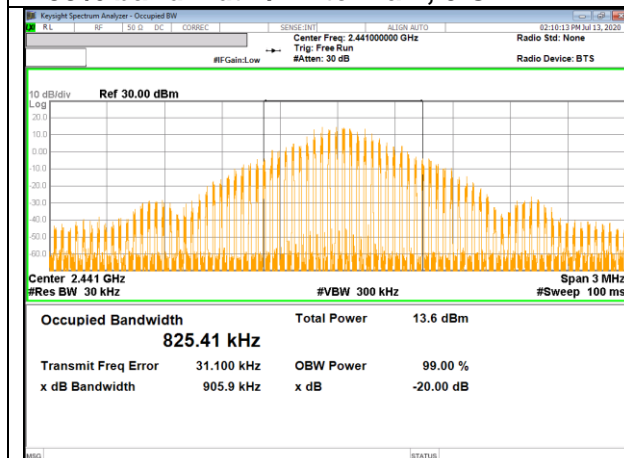 Keysight Spectrum Analyzer - Occupied BW
RL RF 50 Ω DC CORREC SENSE:INT ALIGN AUTO 02:10:13 PM Jul 13, 2020
Center Freq: 2.441000000 GHz Radio Std: None
Trig: Free Run
#IFGain:Low #Atten: 30 dB Radio Device: BTS
10 dB/div Ref 30.00 dBm
Log
20.0
10.0
0.00
-10.0
-20.0
-30.0
-40.0
-50.0
-60.0
Center 2.441 GHz Span 3 MHz
#Res BW 30 kHz #VBW 300 kHz #Sweep 100 ms
Occupied Bandwidth Total Power 13.6 dBm
825.41 kHz
Transmit Freq Error 31.100 kHz OBW Power 99.00 %
x dB Bandwidth 905.9 kHz x dB -20.00 dB
MSG STATUS